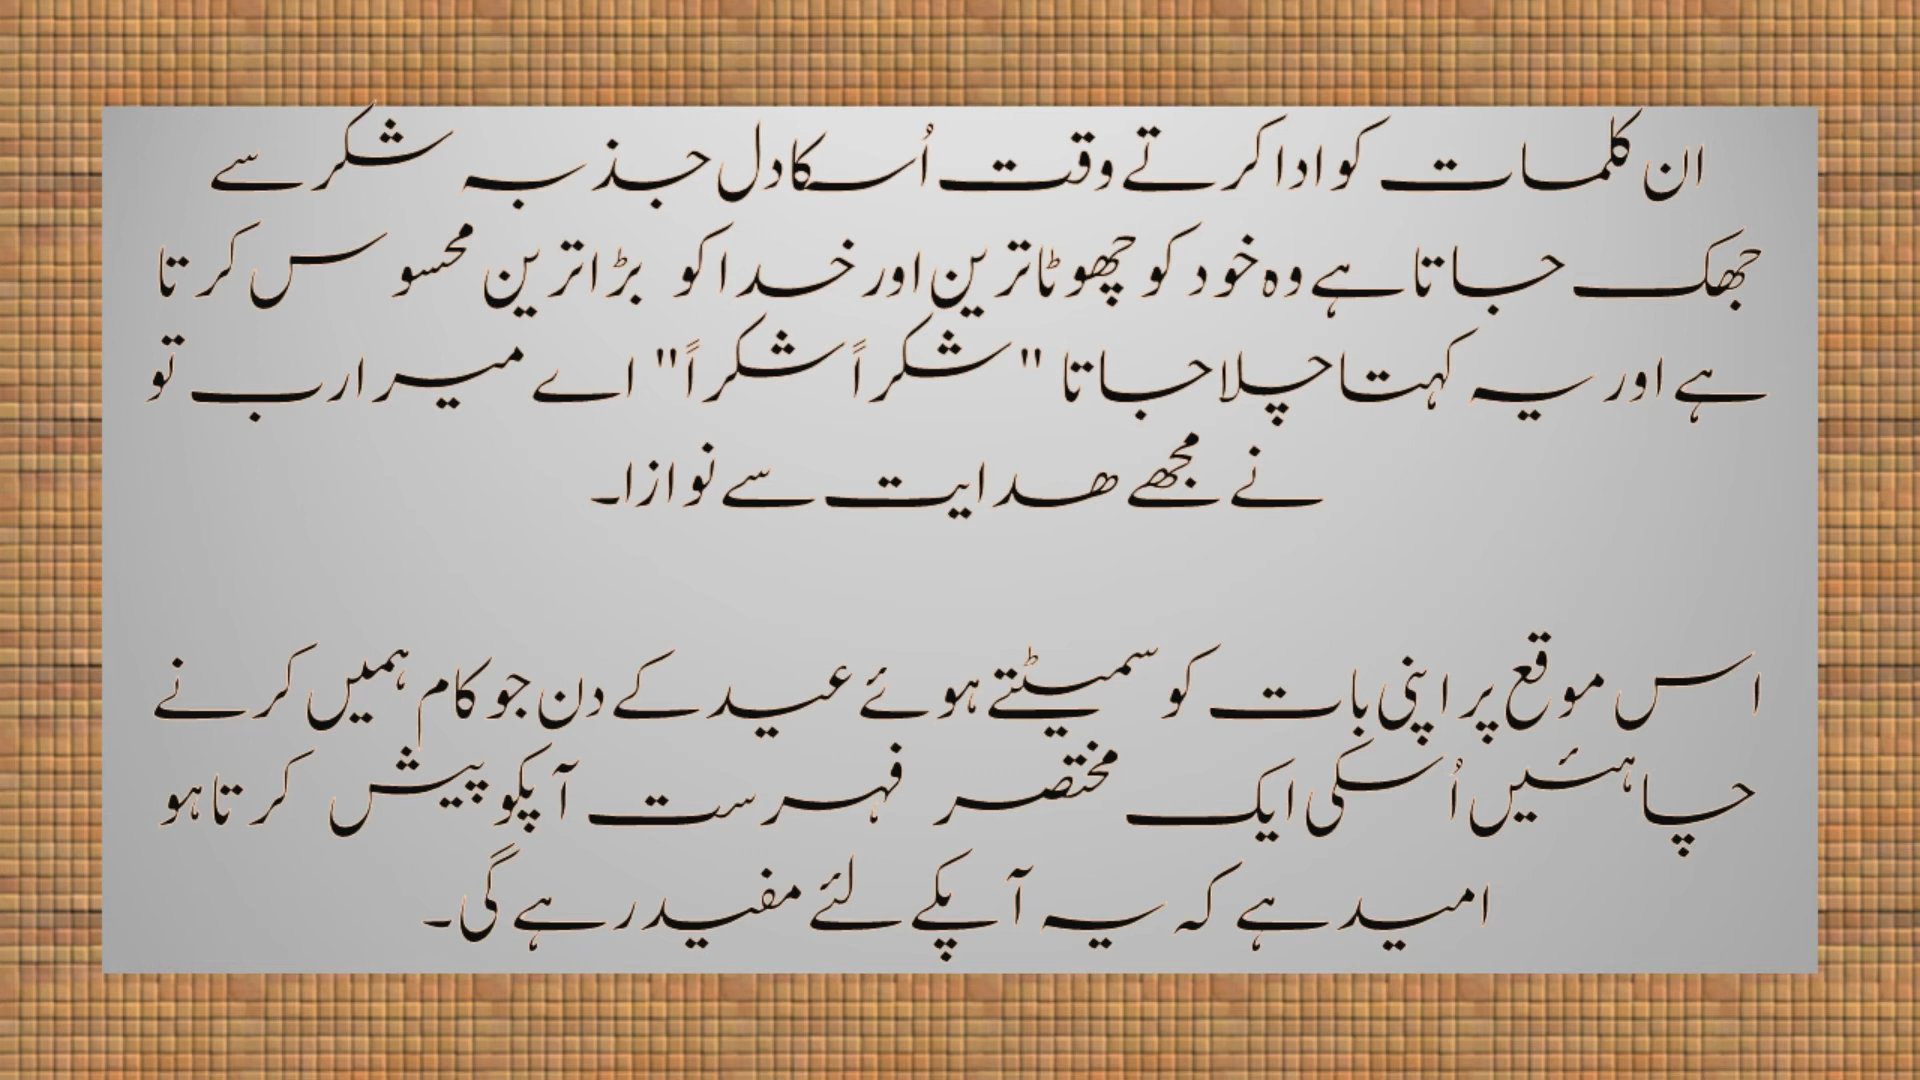 ان کلمات کو ادا کرتے وقت اُسکا دل جذبہ شکر سے
جھک جاتا ہے وہ خود کو چھوٹا ترین اور خدا کو بڑا ترین محسوس کرتا
ہے اور یہ کہتا چلا جاتا "شکراً شکراً" اے میرا رب تو
نے مجھے ھدایت سے نوازا۔
اس موقع پر اپنی بات کو سمیٹتے ہوئے عید کے دن جو کام ہمیں کرنے
چاہئیں اُسکی ایک مختصر فہرست آپکو پیش کرتا ہو
امید ہے کہ یہ آپکے لئے مفید رہے گی۔